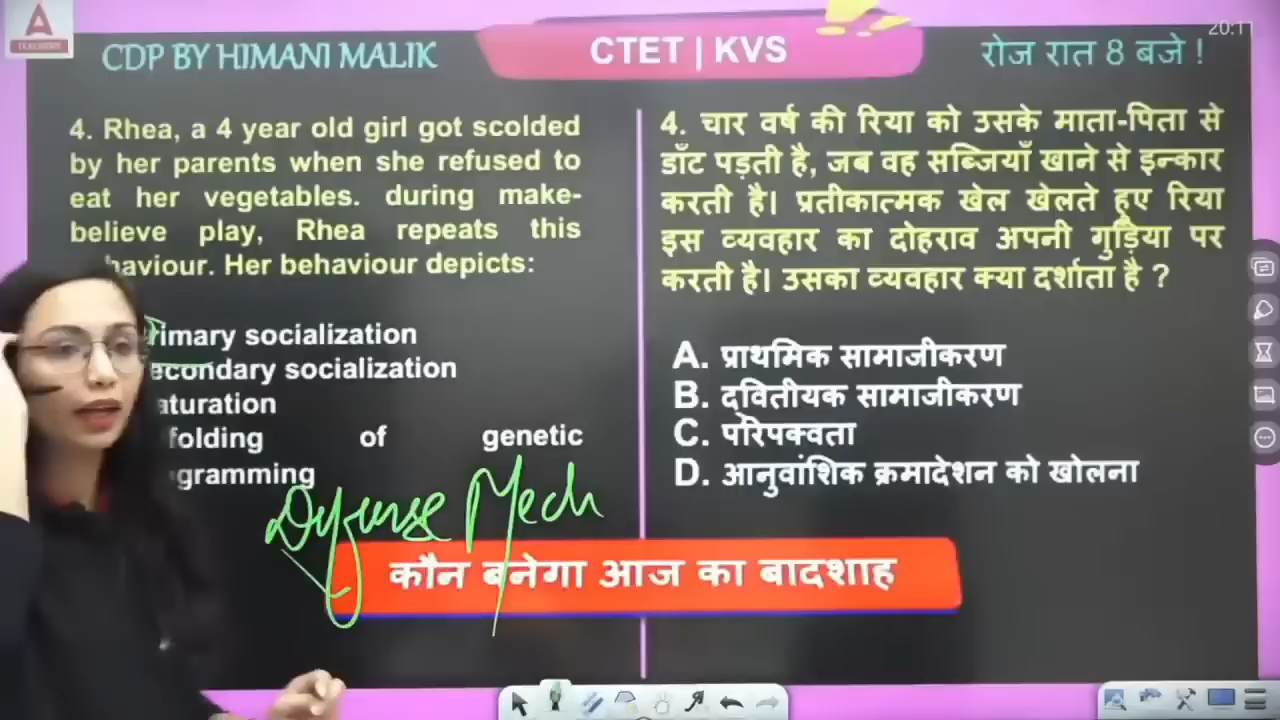 A
TEACHERS
CDP BY HIMANI MALIK
CTET | KVS
20:11
रोज रात 8 बजे !
4. Rhea, a 4 year old girl got scolded
by her parents when she refused to
eat her vegetables. during make-
believe play, Rhea repeats this
haviour. Her behaviour depicts:
rimary socialization
econdary socialization
aturation
folding of genetic
gramming
4. चार वर्ष की रिया को उसके माता-पिता से
डाँट पड़ती है, जब वह सब्जियाँ खाने से इन्कार
करती है। प्रतीकात्मक खेल खेलते हुए रिया
इस व्यवहार का दोहराव अपनी गुड़िया पर
करती है। उसका व्यवहार क्या दर्शाता है ?
A. प्राथमिक सामाजीकरण
B. द्वितीयक सामाजीकरण
C. परिपक्वता
D. आनुवांशिक क्रमादेशन को खोलना
Defense Mech
कौन बनेगा आज का बादशाह